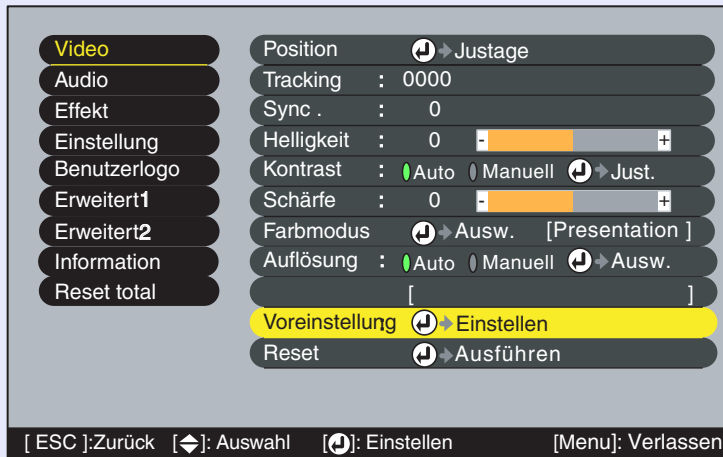 Video
Audio
Effekt
Einstellung
Benutzerlogo
Erweitert1
Erweitert2
Information
Reset total
Position Justage
Tracking : 0000
Sync . : 0
Helligkeit : 0 - +
Kontrast : Auto Manuell Just.
Schärfe : 0 - +
Farbmodus Ausw. [Presentation ]
Auflösung : Auto Manuell Ausw.
[ ]
Voreinstellung: Einstellen
Reset Ausführen
[ ESC ]:Zurück [ ]: Auswahl [ ]: Einstellen [Menu]: Verlassen